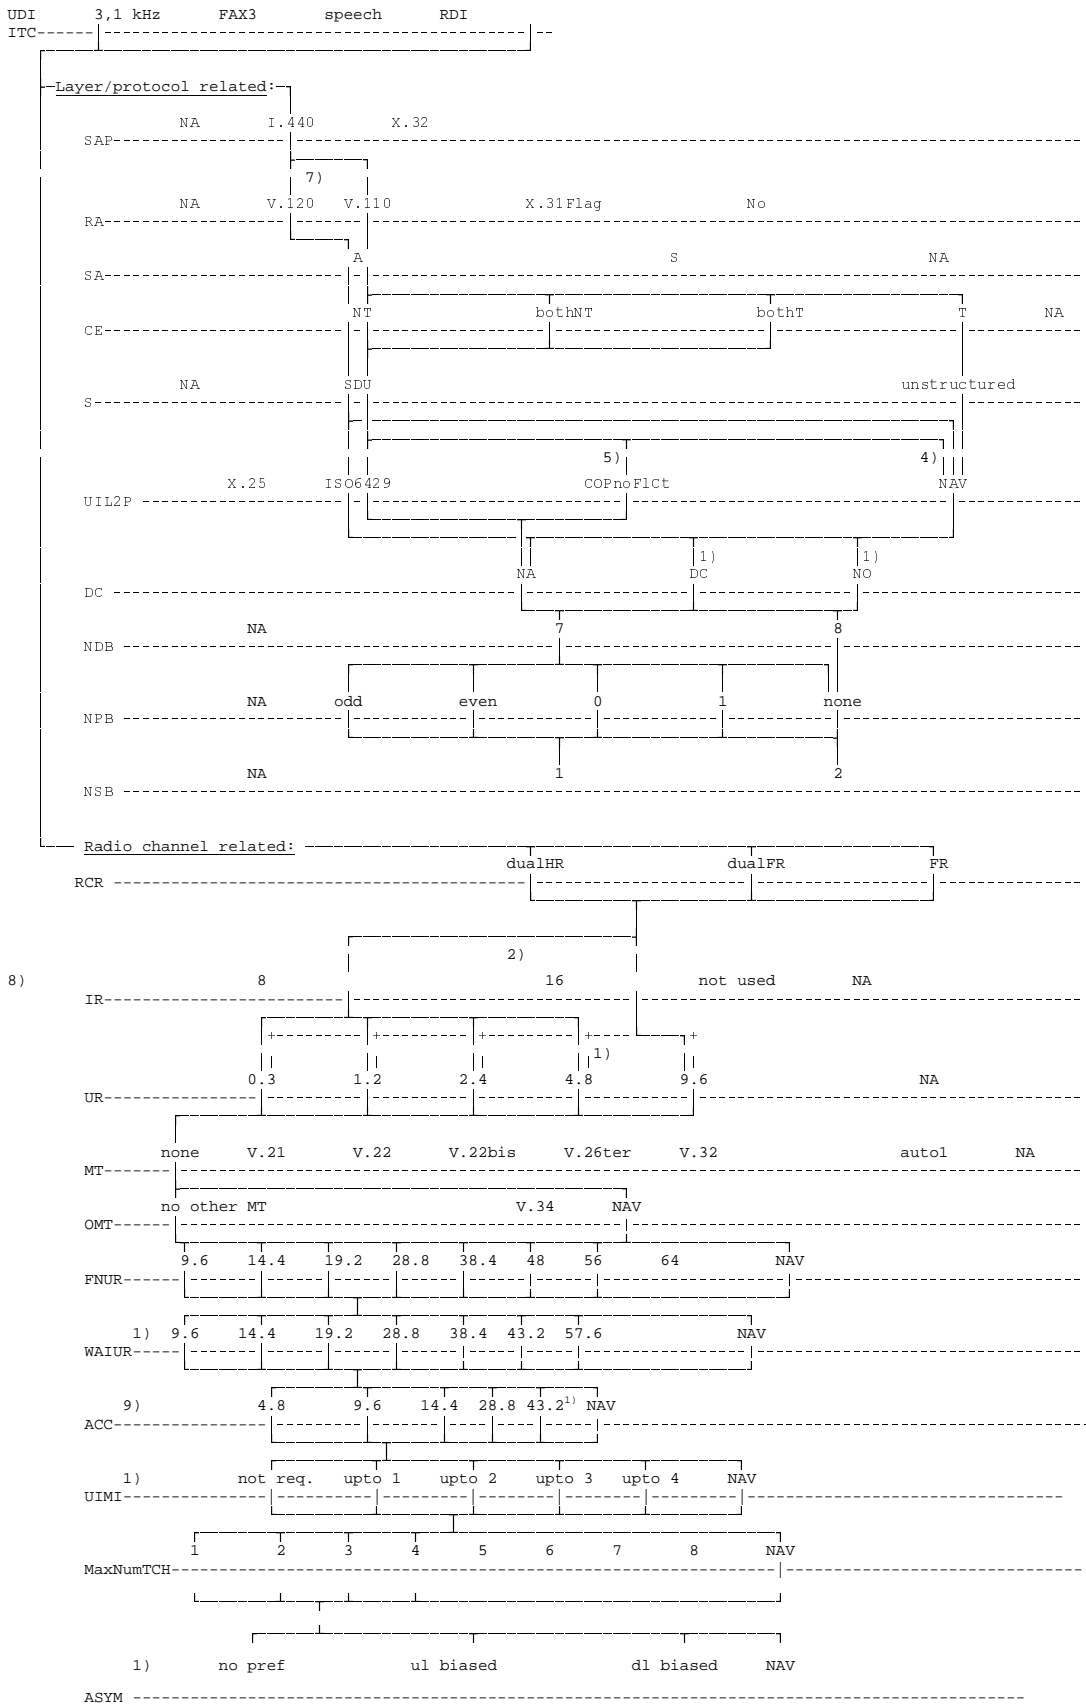 UDI 3,1 kHz FAX3 speech RDI
ITC
Layer/protocol related:
NA I.440 X.32
SAP
7)
NA V.120 V.110 X.31Flag No
RA
A S NA
SA
NT bothNT bothT T NA
CE
NA SDU unstructured
S
5) 4)
X.25 ISO6429 COPnoFlCt NAV
UIL2P
1) 1)
NA DC NO
DC
NA 7 8
NDB
NA odd even 0 1 none
NPB
NA 1 2
NSB
Radio channel related:
dualHR dualFR FR
RCR
2)
8) 8 16 not used NA
IR
+ + + + +
1)
0.3 1.2 2.4 4.8 9.6 NA
UR
none V.21 V.22 V.22bis V.26ter V.32 auto1 NA
MT
no other MT V.34 NAV
OMT
9.6 14.4 19.2 28.8 38.4 48 56 64 NAV
FNUR
1) 9.6 14.4 19.2 28.8 38.4 43.2 57.6 NAV
WAIUR
9) 4.8 9.6 14.4 28.8 43.2 1) NAV
ACC
1) not req. upto 1 upto 2 upto 3 upto 4 NAV
UIMI
1 2 3 4 5 6 7 8 NAV
MaxNumTCH
1) no pref ul biased dl biased NAV
ASYM